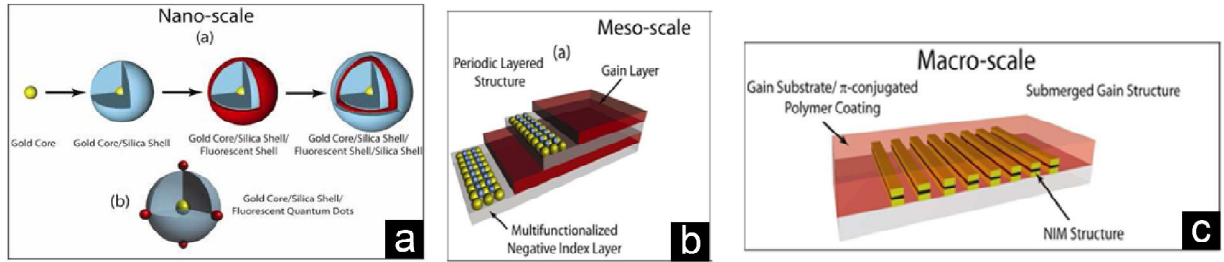 Nano-scale
(a)
Gold Core
Gold Core/Silica Shell
Gold Core/Silica Shell/
Fluorescent Shell
Gold Core/Silica Shell/
Fluorescent Shell/Silica Shell
(b)
Gold Core/Silica Shell/
Fluorescent Quantum Dots
a
Meso-scale
(a)
Periodic Layered
Structure
Gain Layer
Multifunctionalized
Negative Index Layer
b
Macro-scale
Gain Substrate/ π-conjugated
Polymer Coating
Submerged Gain Structure
NIM Structure
c